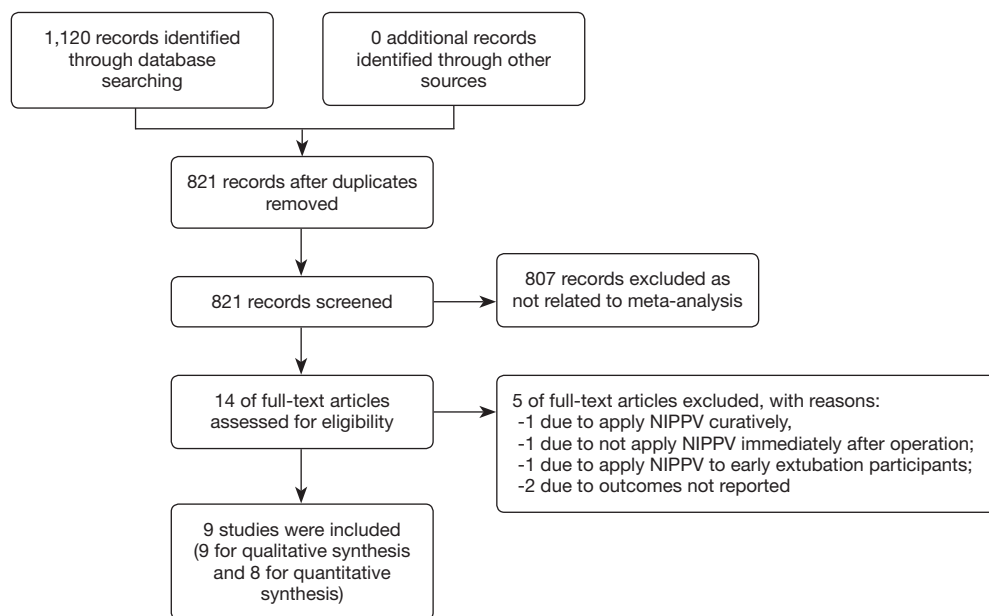 1,120 records identified
through database
searching
0 additional records
identified through other
sources
821 records after duplicates
removed
821 records screened
807 records excluded as
not related to meta-analysis
14 of full-text articles
assessed for eligibility
5 of full-text articles excluded, with reasons:
-1 due to apply NIPPV curatively,
-1 due to not apply NIPPV immediately after operation;
-1 due to apply NIPPV to early extubation participants;
-2 due to outcomes not reported
9 studies were included
(9 for qualitative synthesis
and 8 for quantitative
synthesis)